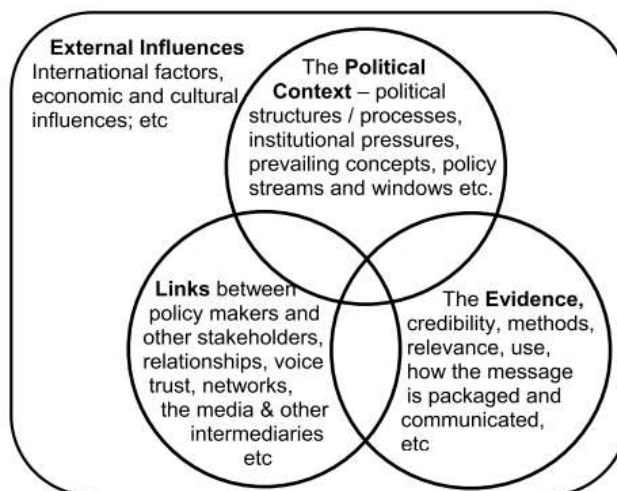 External Influences
International factors,
economic and cultural
influences; etc
The Political
Context – political
structures / processes,
institutional pressures,
prevailing concepts, policy
streams and windows etc.
Links between
policy makers and
other stakeholders,
relationships, voice
trust, networks,
the media & other
intermediaries
etc
The Evidence,
credibility, methods,
relevance, use,
how the message
is packaged and
communicated,
etc